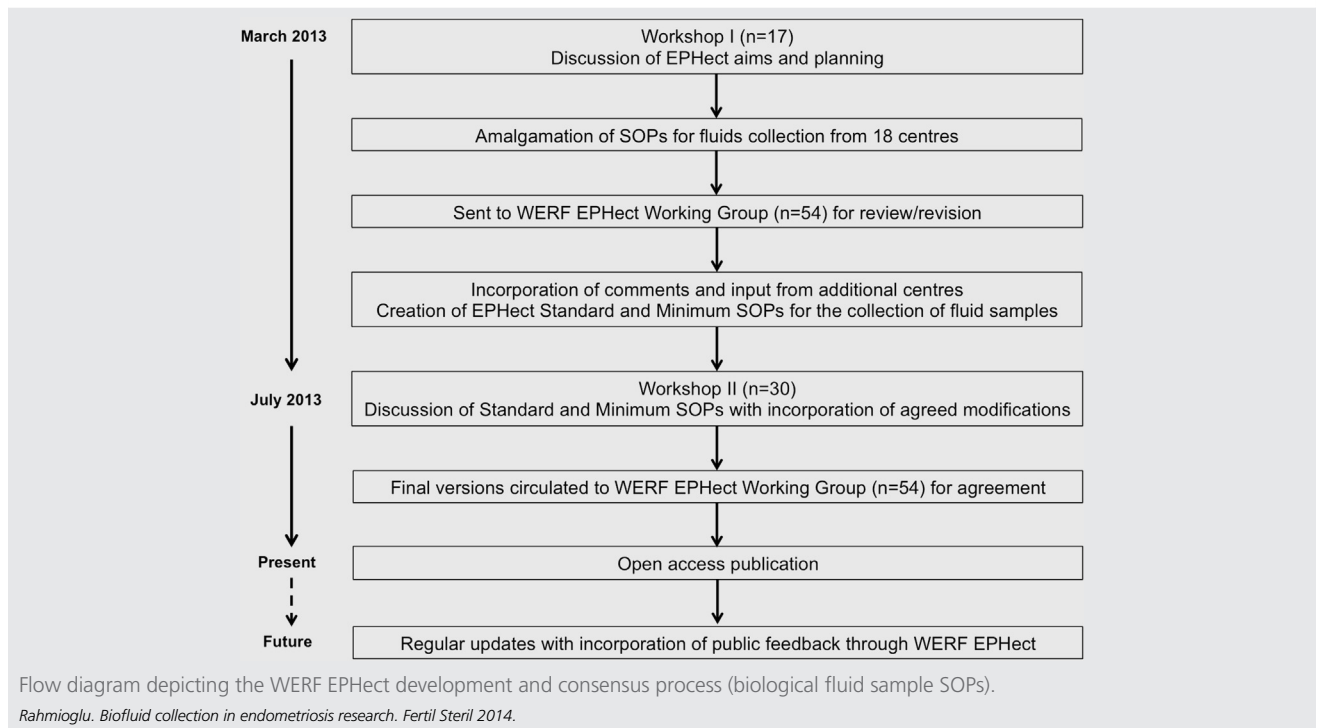 March 2013
Workshop I (n=17)
Discussion of EPHect aims and planning
Amalgamation of SOPs for fluids collection from 18 centres
Sent to WERF EPHect Working Group (n=54) for review/revision
Incorporation of comments and input from additional centres
Creation of EPHect Standard and Minimum SOPs for the collection of fluid samples
July 2013
Workshop II (n=30)
Discussion of Standard and Minimum SOPs with incorporation of agreed modifications
Final versions circulated to WERF EPHect Working Group (n=54) for agreement
Present
Open access publication
Future
Regular updates with incorporation of public feedback through WERF EPHect
Flow diagram depicting the WERF EPHect development and consensus process (biological fluid sample SOPs).
Rahmioglu. Biofluid collection in endometriosis research. Fertil Steril 2014.